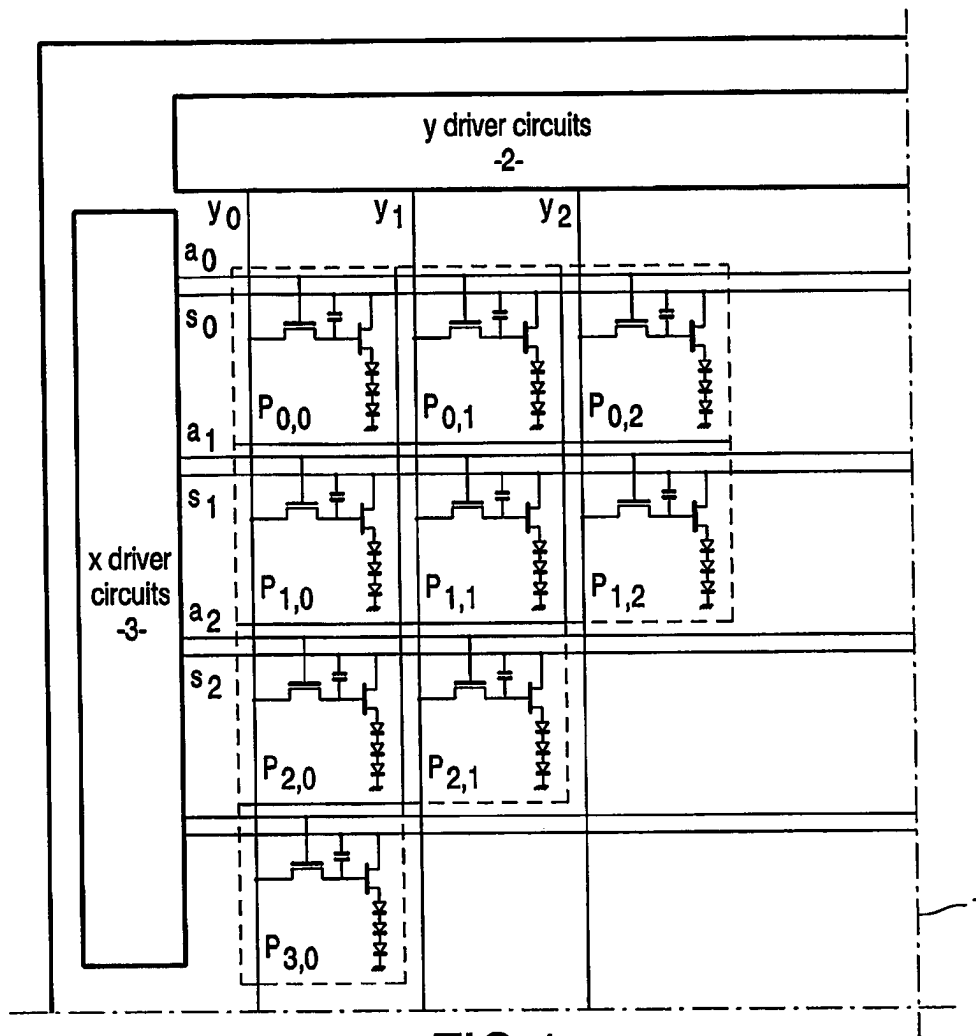 y driver circuits
-2-
y0 y1 y2
a0
s0
P0,0 P0,1 P0,2
a1
s1
x driver
circuits
-3-
P1,0 P1,1 P1,2
a2
s2
P2,0 P2,1
P3,0